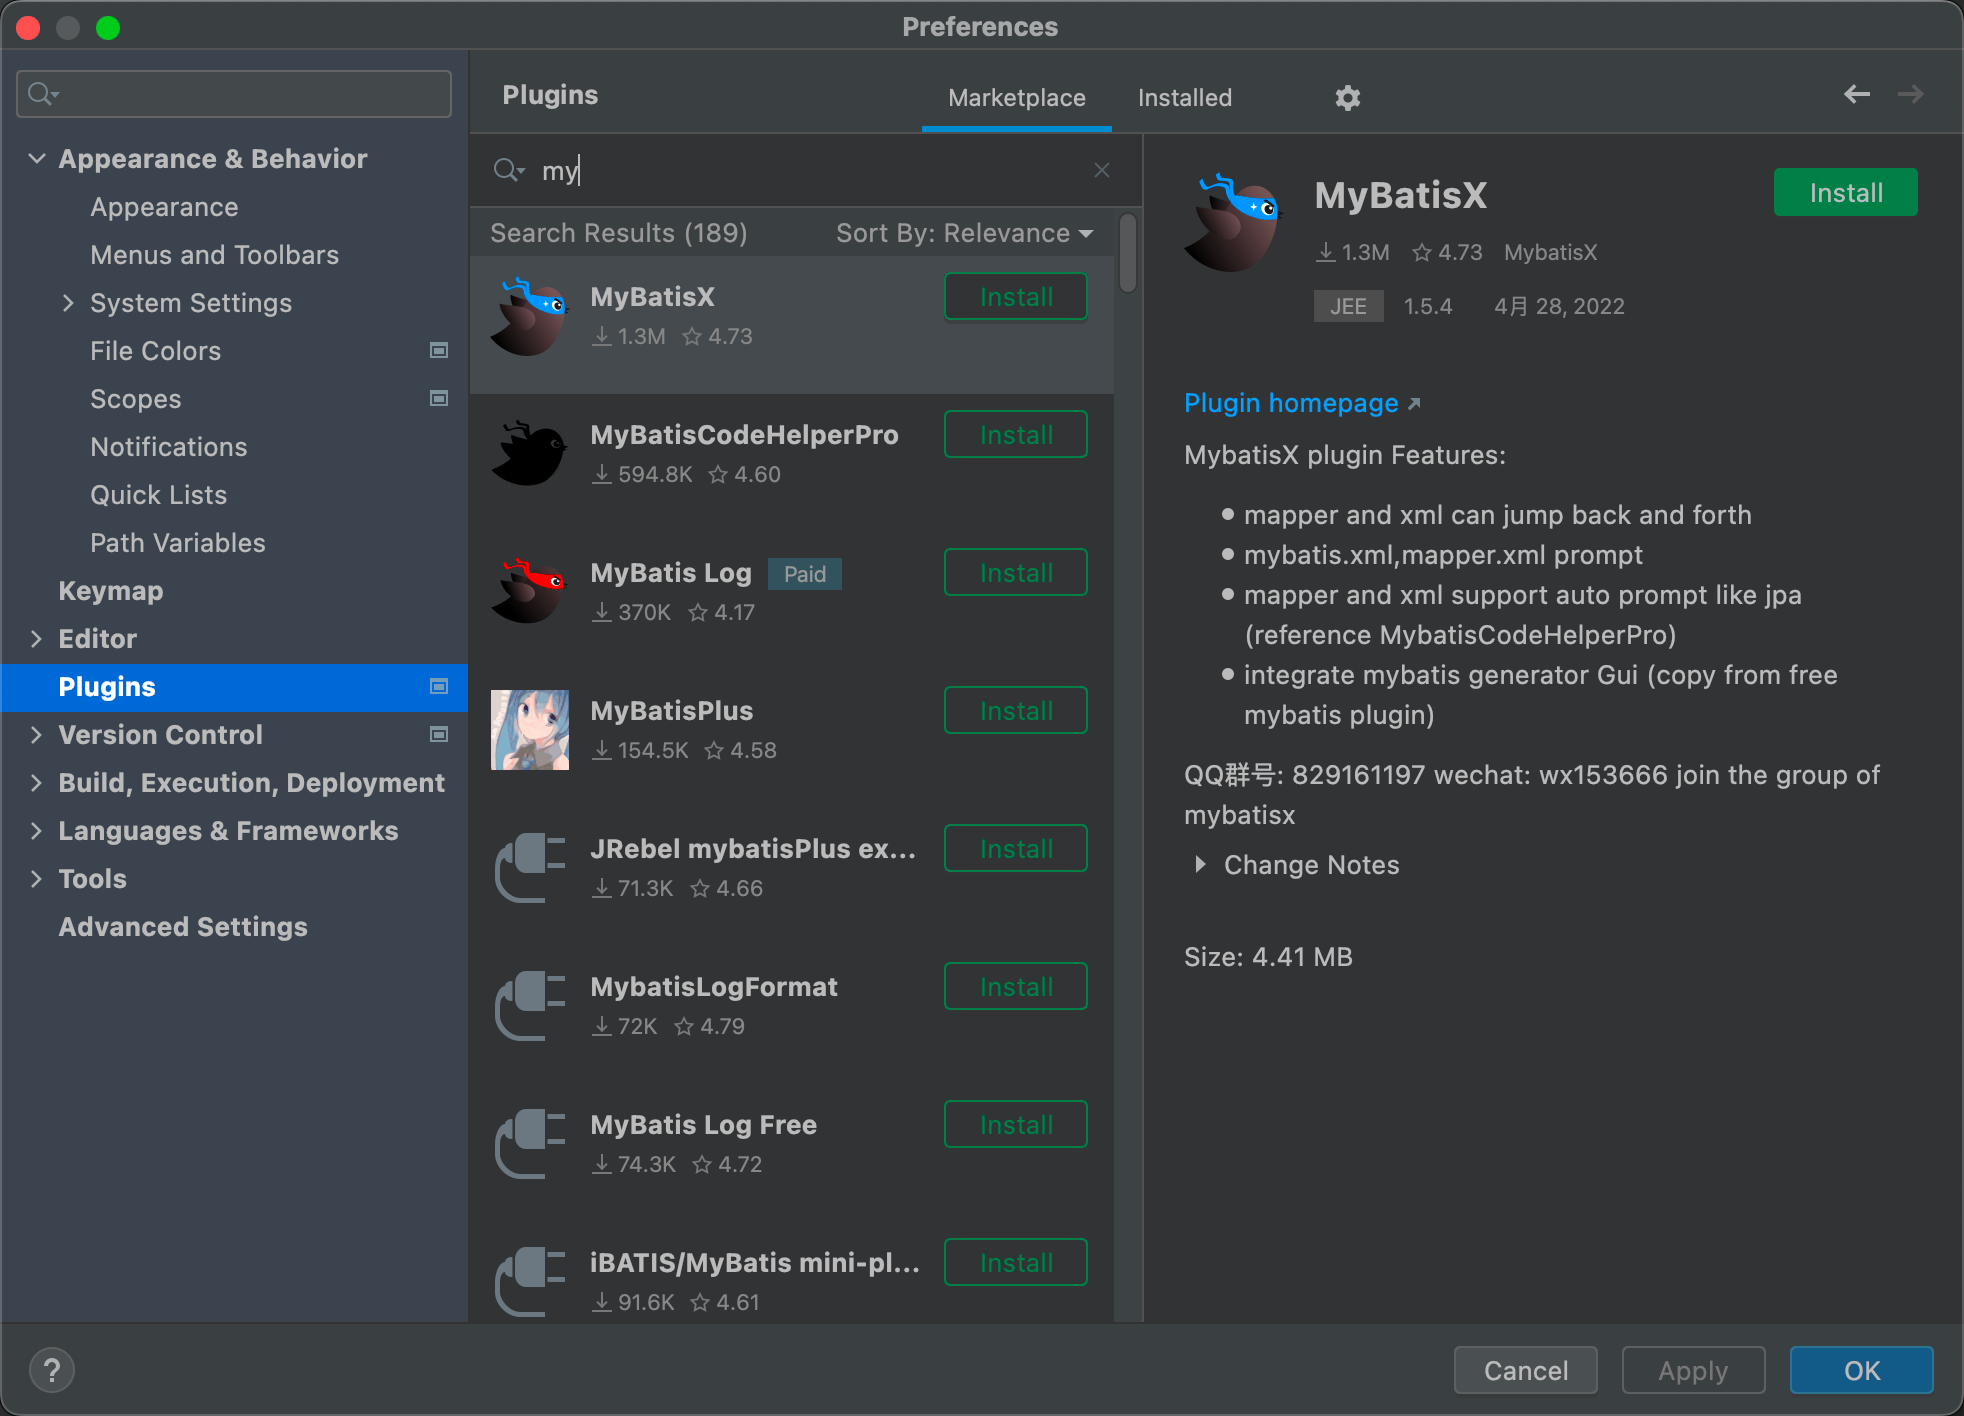 Preferences
Appearance & Behavior
Appearance
Menus and Toolbars
System Settings
File Colors
Scopes
Notifications
Quick Lists
Path Variables
Keymap
Editor
Plugins
Version Control
Build, Execution, Deployment
Languages & Frameworks
Tools
Advanced Settings
Plugins
Marketplace
Installed
my
Search Results (189)
Sort By: Relevance
MyBatisX
Install
1.3M 4.73
MyBatisCodeHelperPro
Install
594.8K 4.60
MyBatis Log Paid
Install
370K 4.17
MyBatisPlus
Install
154.5K 4.58
JRebel mybatisPlus ex...
Install
71.3K 4.66
MybatisLogFormat
Install
72K 4.79
MyBatis Log Free
Install
74.3K 4.72
iBATIS/MyBatis mini-pl...
Install
91.6K 4.61
MyBatisX
Install
1.3M 4.73 MybatisX
JEE 1.5.4 4月 28, 2022
Plugin homepage
MybatisX plugin Features:
mapper and xml can jump back and forth
mybatis.xml,mapper.xml prompt
mapper and xml support auto prompt like jpa
(reference MybatisCodeHelperPro)
integrate mybatis generator Gui (copy from free
mybatis plugin)
QQ群号: 829161197 wechat: wx153666 join the group of
mybatisx
Change Notes
Size: 4.41 MB
?
Cancel
Apply
OK